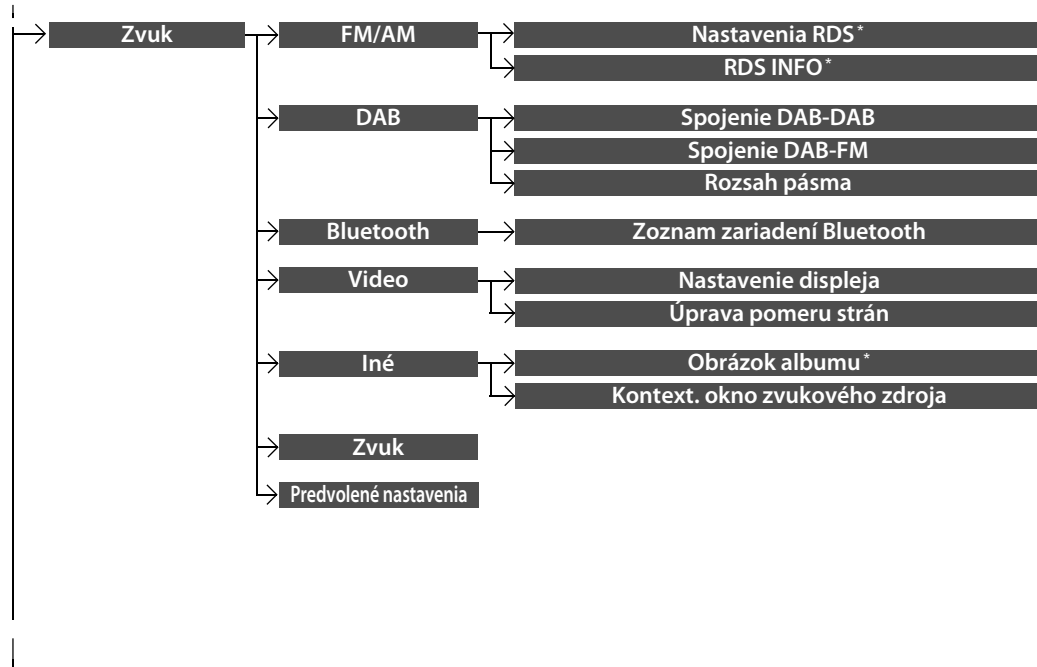 Zvuk FM/AM Nastavenia RDS*
RDS INFO*
DAB Spojenie DAB-DAB
Spojenie DAB-FM
Rozsah pásma
Bluetooth Zoznam zariadení Bluetooth
Video Nastavenie displeja
Úprava pomeru strán
Iné Obrázok albumu*
Kontext. okno zvukového zdroja
Zvuk
Predvolené nastavenia